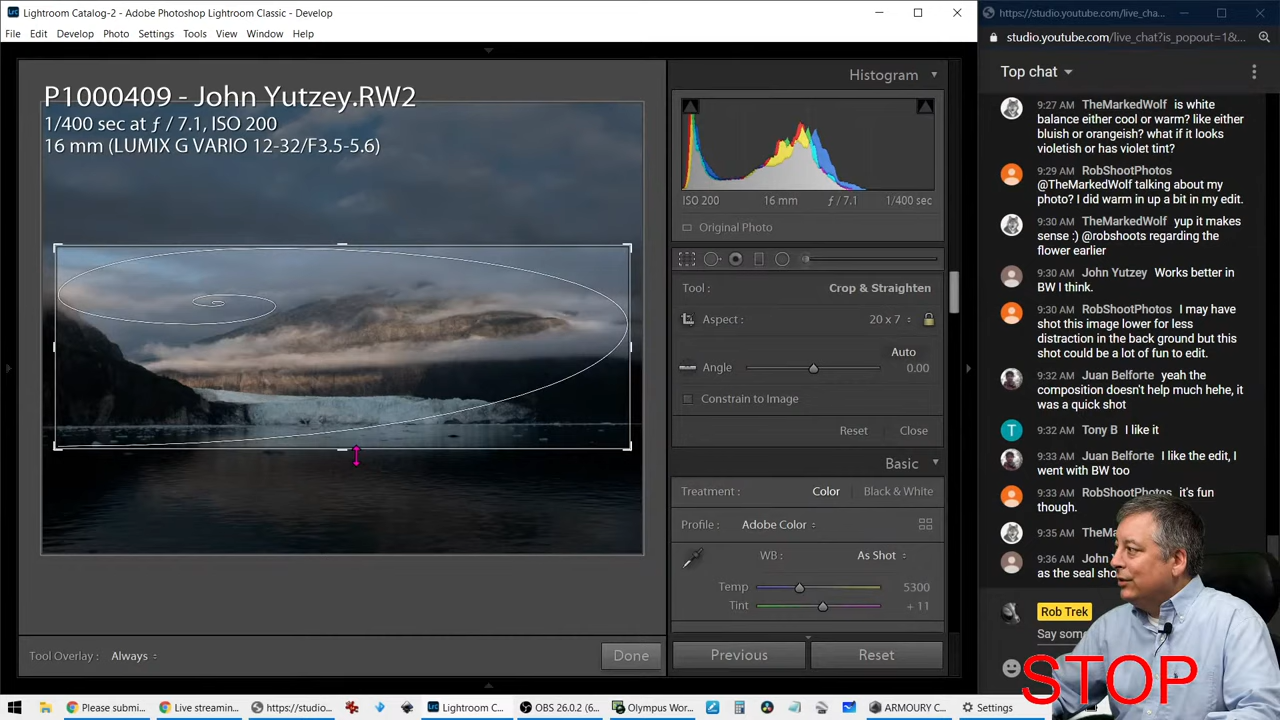 Lightroom Catalog-2 - Adobe Photoshop Lightroom Classic - Develop
File Edit Develop Photo Settings Tools View Window Help
P1000409 - John Yutzey.RW2
1/400 sec at ƒ / 7.1, ISO 200
16 mm (LUMIX G VARIO 12-32/F3.5-5.6)
Tool Overlay : Always
Done
Histogram
ISO 200 16 mm ƒ / 7.1 1/400 sec
Original Photo
Tool : Crop & Straighten
Aspect : 20 x 7
Auto
Angle 0.00
Constrain to Image
Reset Close
Basic
Treatment : Color Black & White
Profile : Adobe Color
WB : As Shot
Temp 5300
Tint + 11
Previous Reset
https://studio.youtube.com/live_cha...
studio.youtube.com/live_chat?is_popout=1&...
Top chat
9:27 AM TheMarkedWolf is white
balance either cool or warm? like either
bluish or orangeish? what if it looks
violetish or has violet tint?
9:29 AM RobShootPhotos
@TheMarkedWolf talking about my
photo? I did warm in up a bit in my edit.
9:30 AM TheMarkedWolf yup it makes
sense :) @robshoots regarding the
flower earlier
9:30 AM John Yutzey Works better in
BW I think.
9:30 AM RobShootPhotos I may have
shot this image lower for less
distraction in the back ground but this
shot could be a lot of fun to edit.
9:32 AM Juan Belforte yeah the
composition doesn't help much hehe, it
was a quick shot
9:32 AM Tony B I like it
9:33 AM Juan Belforte I like the edit, I
went with BW too
9:33 AM RobShootPhotos it's fun
though.
9:35 AM
9:36 AM John
as the seal
Rob Trek
Say
STOP
Please submi...
Live streamin...
https://studio...
Lightroom C...
OBS 26.0.2 (6...
Olympus Wor...
ARMOURY C...
Settings